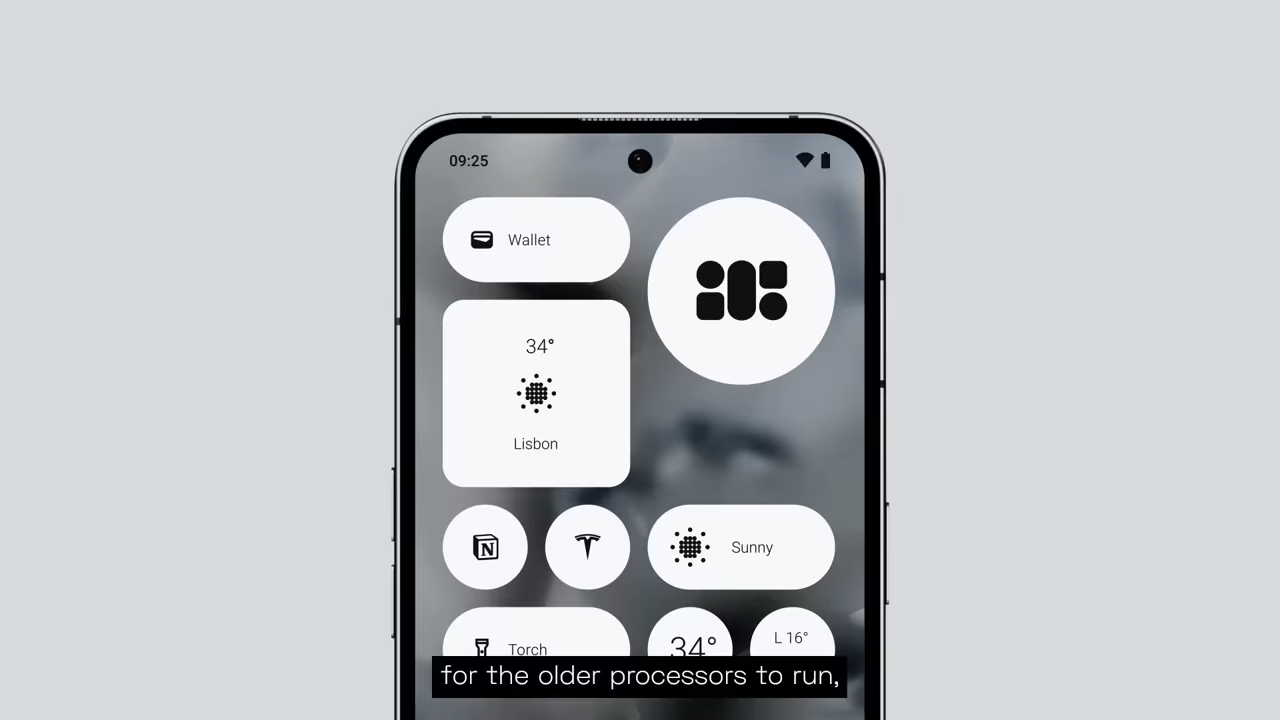 09:25
Wallet
34°
Lisbon
N
Sunny
Torch
34°
L 16°
for the older processors to run,